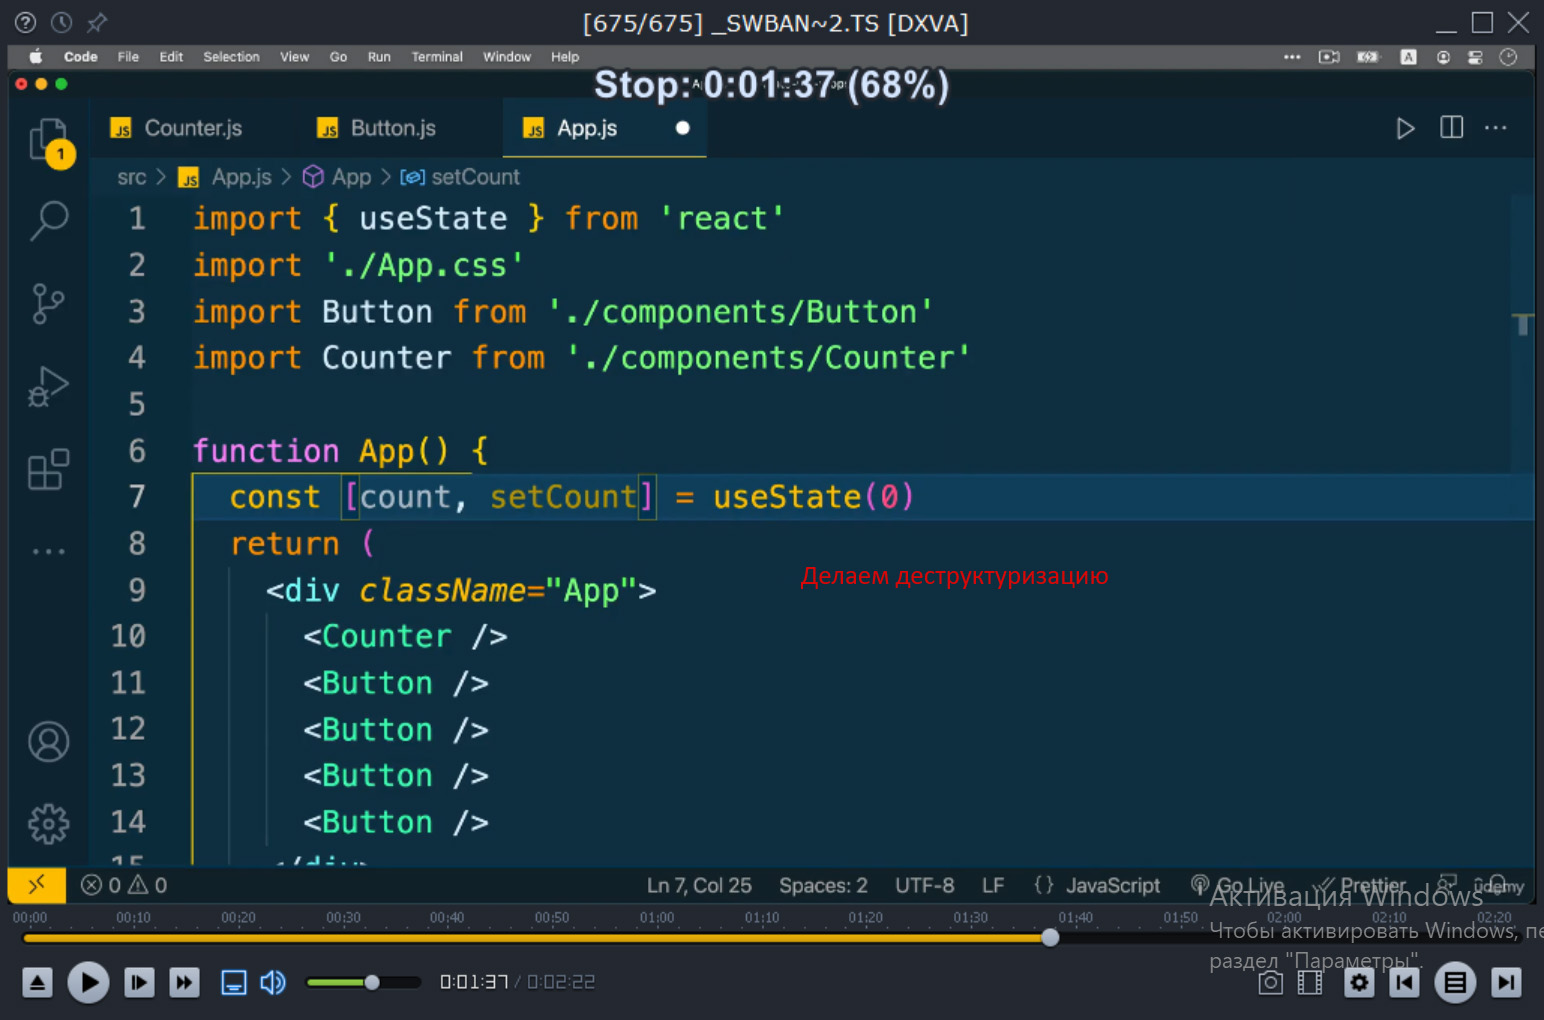 [675/675] _SWBAN~2.TS [DXVA]
Code File Edit Selection View Go Run Terminal Window Help
Stop: 0:01:37 (68%)
JS Counter.js JS Button.js JS App.js
1
src > JS App.js > App > setCount
1 import { useState } from 'react'
2 import './App.css'
3 import Button from './components/Button'
4 import Counter from './components/Counter'
5
6 function App() {
7 const [count, setCount] = useState(0)
8 return (
9 <div className="App">
Делаем деструктуризацию
10 <Counter />
11 <Button />
12 <Button />
13 <Button />
14 <Button />
15 </div>
0 0 Ln 7, Col 25 Spaces: 2 UTF-8 LF {} JavaScript Go Live Prettier ûdemy
Активация Windows
Чтобы активировать Windows, пе
раздел "Параметры".
00:00 00:10 00:20 00:30 00:40 00:50 01:00 01:10 01:20 01:30 01:40 01:50 02:00 02:10 02:20
0:01:37 / 0:02:22